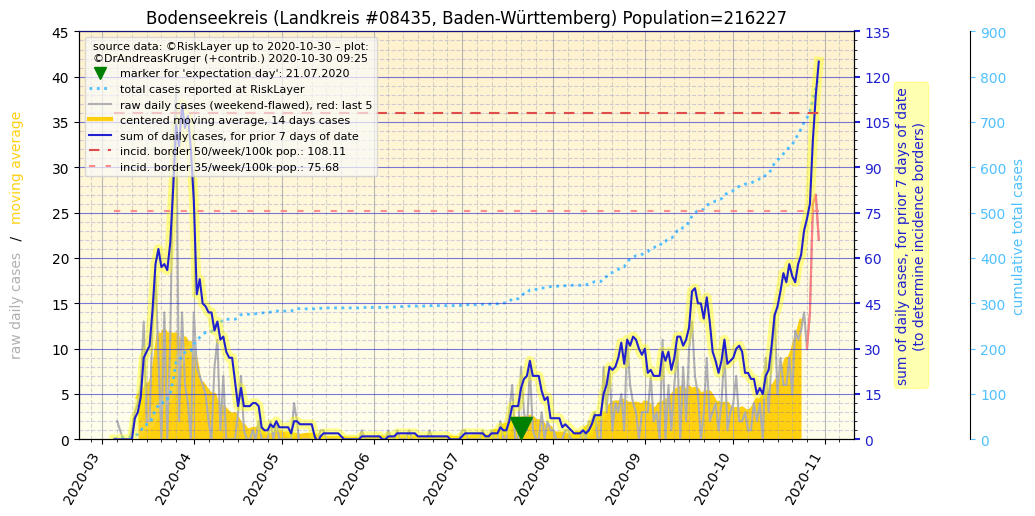 Bodenseekreis (Landkreis #08435, Baden-Württemberg) Population=216227
source data: ©RiskLayer up to 2020-10-30 – plot:
©DrAndreasKruger (+contrib.) 2020-10-30 09:25
marker for 'expectation day': 21.07.2020
total cases reported at RiskLayer
raw daily cases (weekend-flawed), red: last 5
centered moving average, 14 days cases
sum of daily cases, for prior 7 days of date
incid. border 50/week/100k pop.: 108.11
incid. border 35/week/100k pop.: 75.68
raw daily cases / moving average
45
40
35
30
25
20
15
10
5
0
2020-03
2020-04
2020-05
2020-06
2020-07
2020-08
2020-09
2020-10
2020-11
135
120
105
90
75
60
45
30
15
0
sum of daily cases, for prior 7 days of date
(to determine incidence borders)
900
800
700
600
500
400
300
200
100
0
cumulative total cases